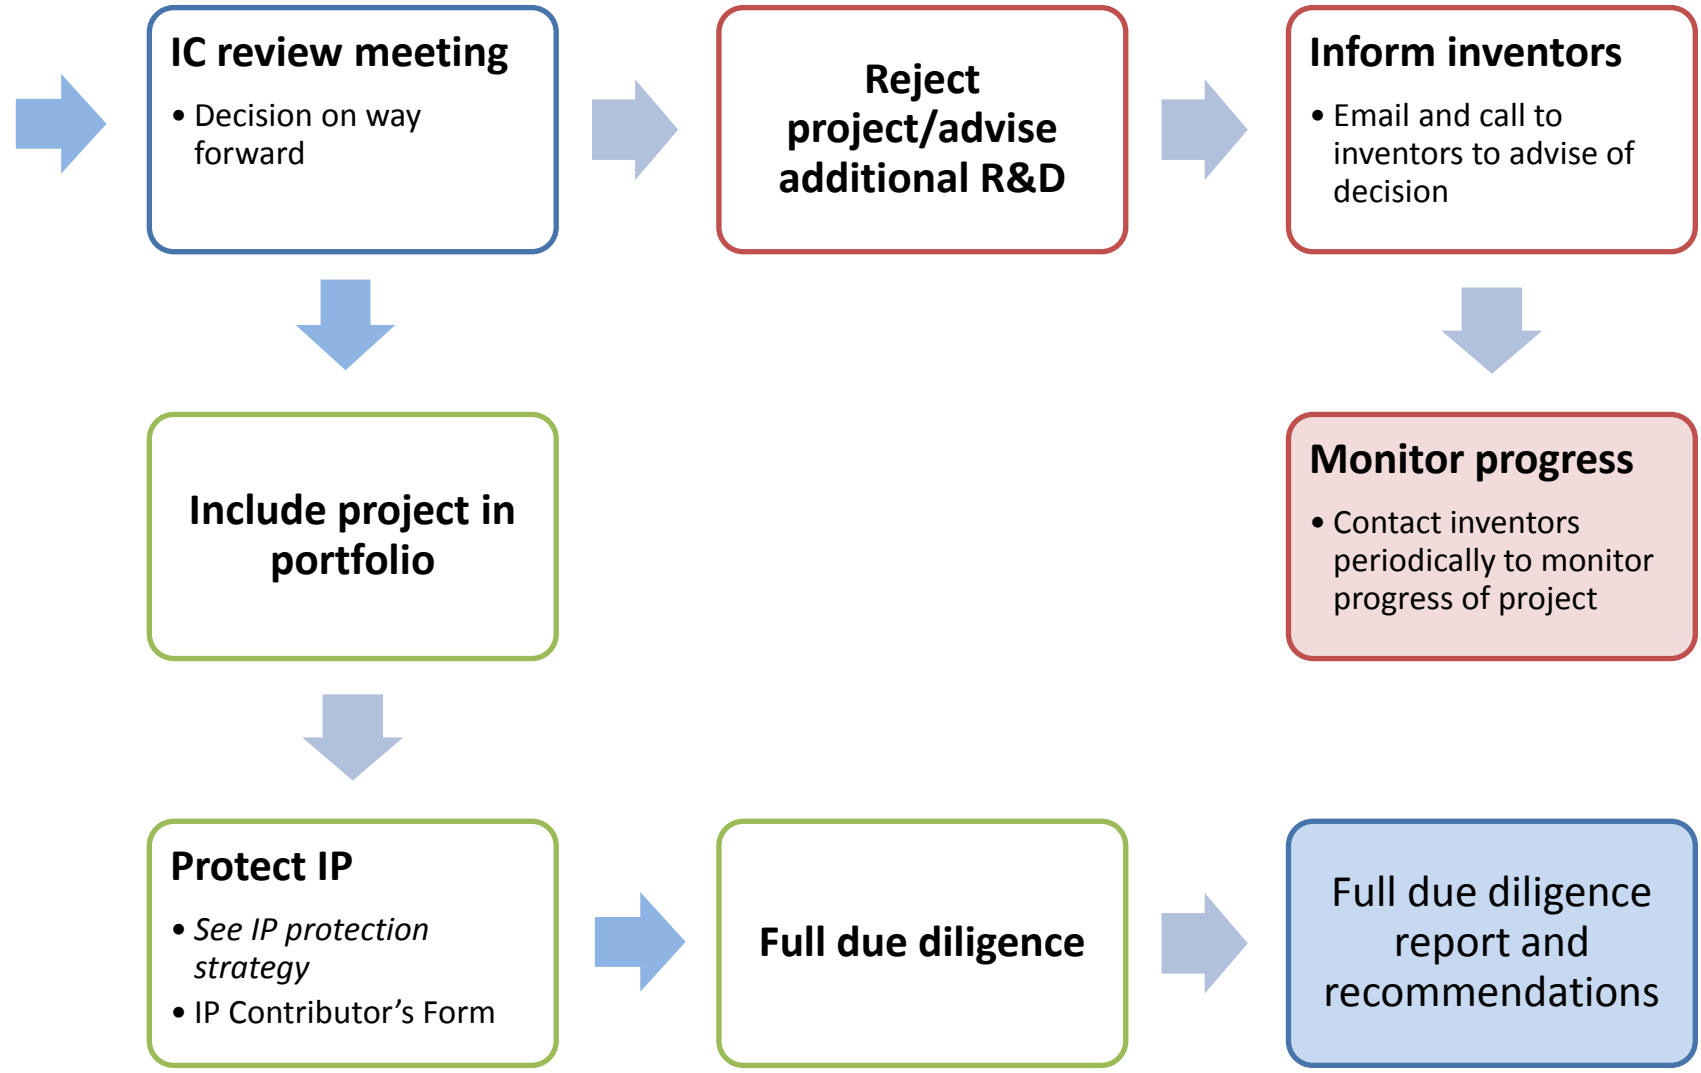 IC review meeting
• Decision on way
forward
Reject
project/advise
additional R&D
Inform inventors
• Email and call to
inventors to advise of
decision
Include project in
portfolio
Monitor progress
• Contact inventors
periodically to monitor
progress of project
Protect IP
• See IP protection
strategy
• IP Contributor’s Form
Full due diligence
Full due diligence
report and
recommendations